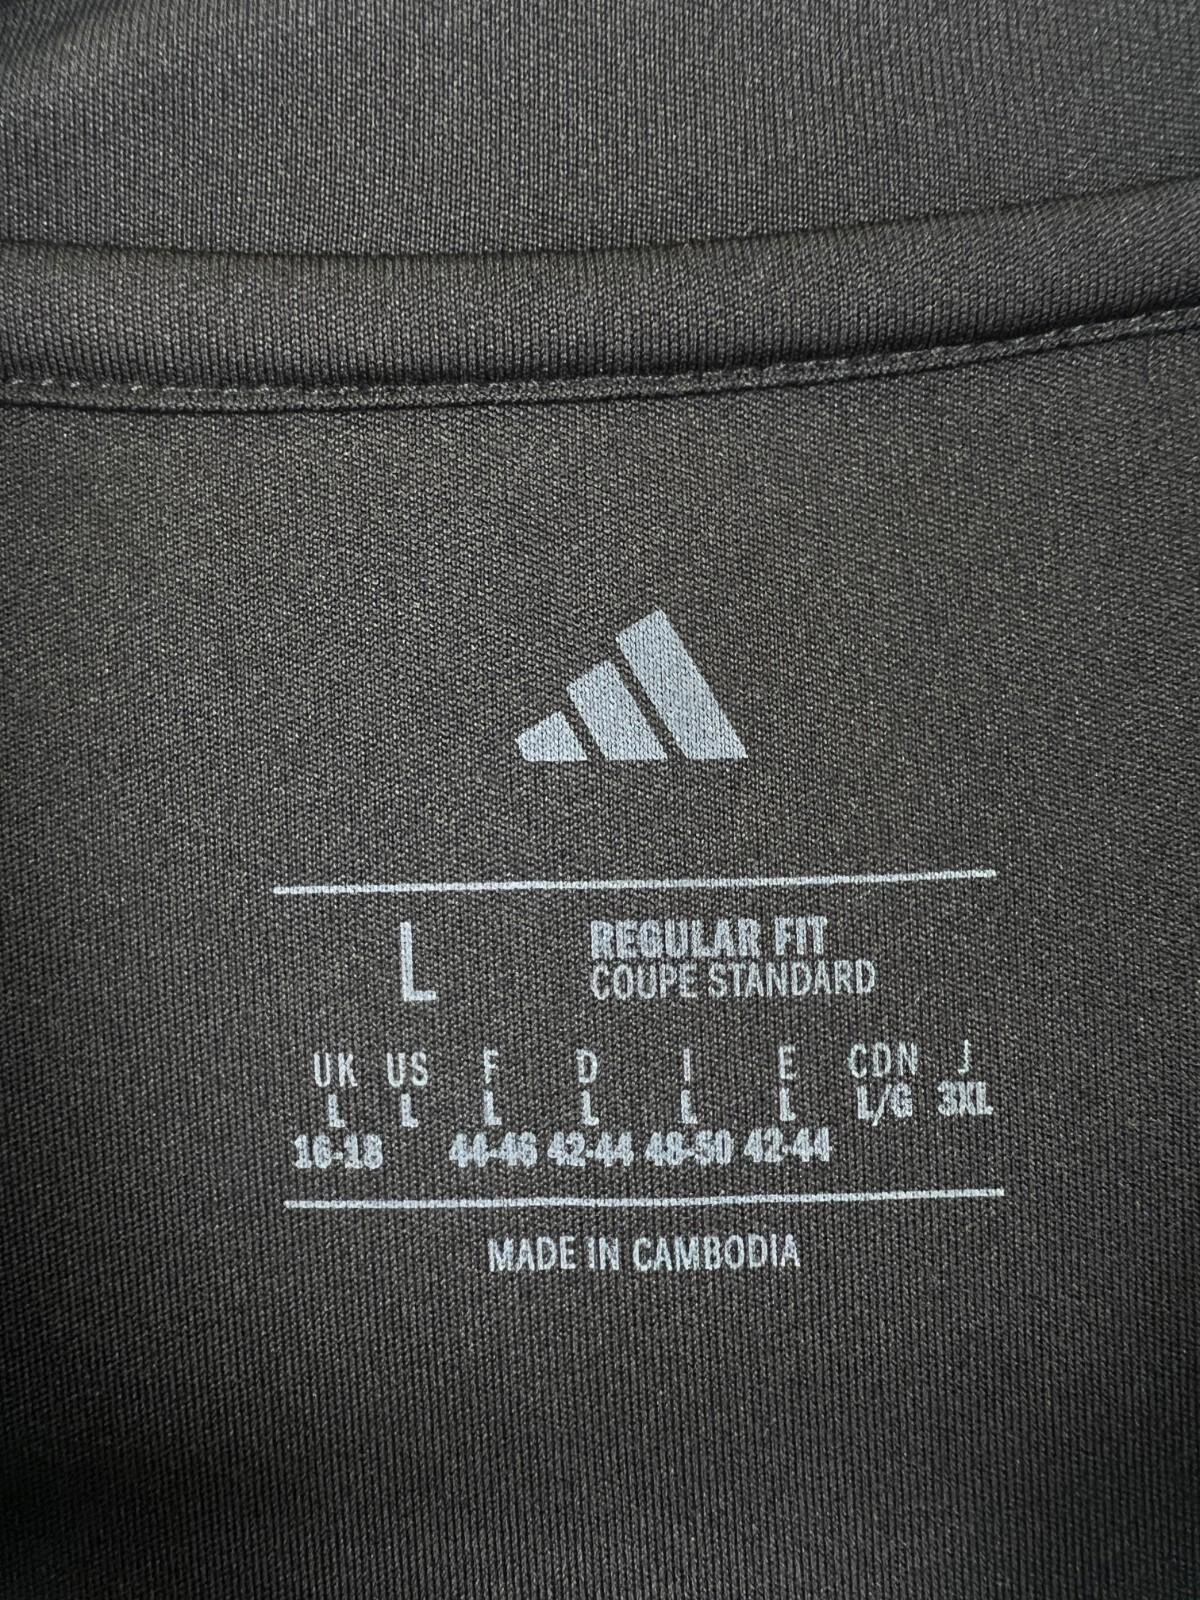 L
REGULAR FIT
COUPE STANDARD
UK US F D I E CDN J
L L L L L L L/G 3XL
16-18 44-46 42-44 48-50 42-44
MADE IN CAMBODIA